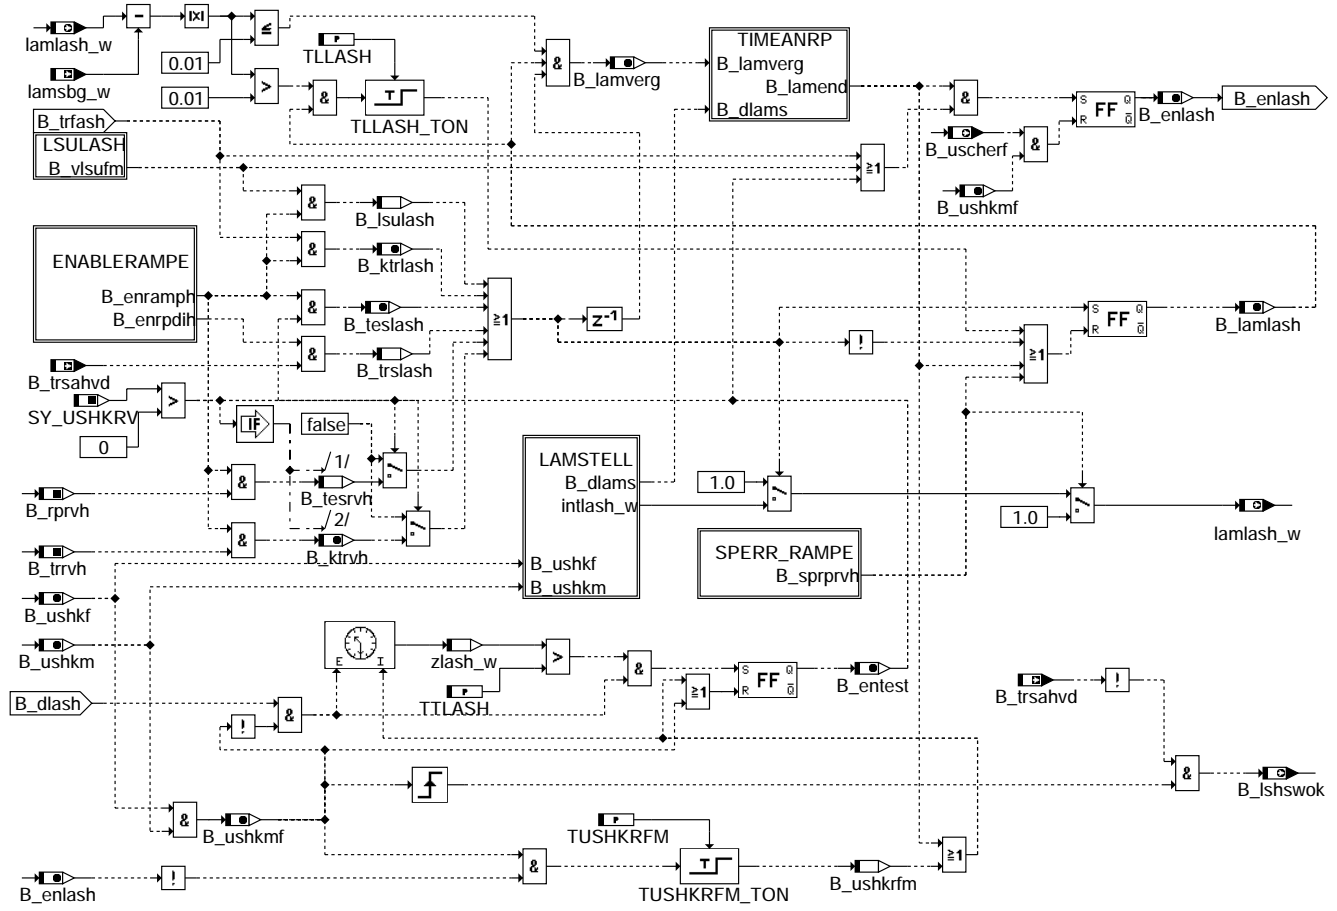 lamlash_w
lamsbg_w
-
|x|
≤
0.01
>
0.01
P
TLLASH
&
T
TLLASH_TON
&
B_lamverg
TIMEANRP
B_lamverg
B_lamend
B_dlams
&
B_uscherf
&
B_ushkmf
S Q
R Q
FF
B_enlash
B_enlash
B_trfash
LSULASH
B_vlsufm
≥1
&
B_lsulash
&
B_ktrlash
ENABLERAMPE
B_enramph
B_enrpdih
&
B_teslash
&
B_trslash
≥1
z-1
!
≥1
S Q
R Q
FF
B_lamlash
B_trsahvd
SY_USHKRV
>
0
IF
false
/1/
&
B_tesrvh
B_rprvh
/2/
&
B_ktrvh
B_trrvh
LAMSTELL
B_dlams
intlash_w
B_ushkf
B_ushkm
1.0
1.0
lamlash_w
SPERR_RAMPE
B_sprprvh
B_ushkf
B_ushkm
E I
zlash_w
P
TTLASH
>
&
≥1
S Q
R Q
FF
B_entest
B_trsahvd
!
B_dlash
!
&
&
B_ushkmf
&
B_lshswok
P
TUSHKRFM
B_enlash
!
&
T
TUSHKRFM_TON
B_ushkrfm
≥1